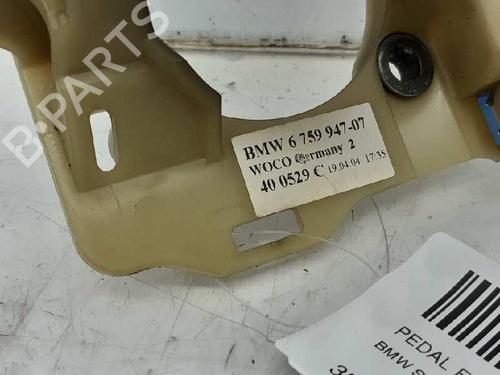 B-PARTS
BMW 6 759 947-07
WOCO Germany 2
40 0529 C 19.04.04 17:35
PEDAL
BMW